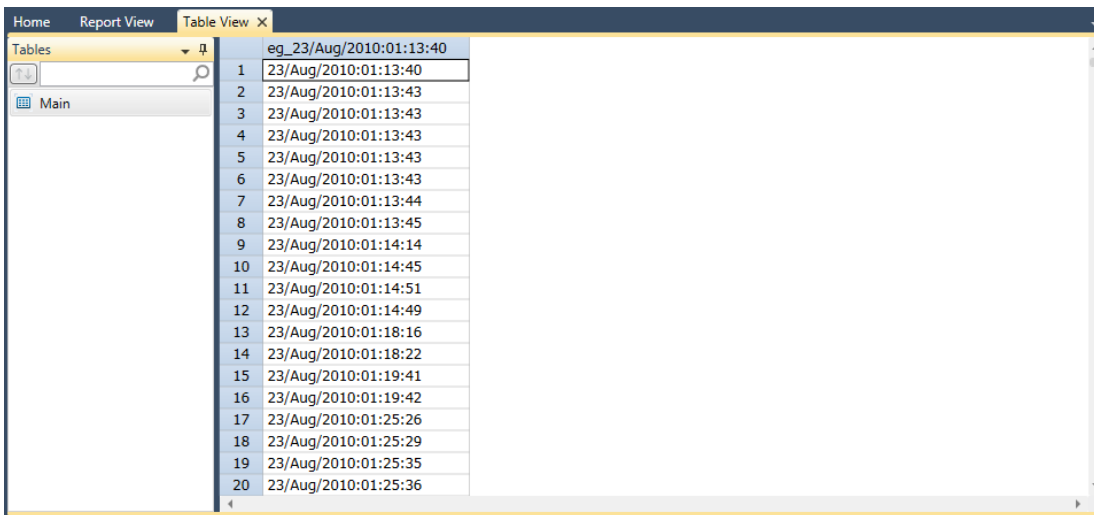 Home Report View Table View
Tables
Main
eg_23/Aug/2010:01:13:40
1 23/Aug/2010:01:13:40
2 23/Aug/2010:01:13:43
3 23/Aug/2010:01:13:43
4 23/Aug/2010:01:13:43
5 23/Aug/2010:01:13:43
6 23/Aug/2010:01:13:43
7 23/Aug/2010:01:13:44
8 23/Aug/2010:01:13:45
9 23/Aug/2010:01:14:14
10 23/Aug/2010:01:14:45
11 23/Aug/2010:01:14:51
12 23/Aug/2010:01:14:49
13 23/Aug/2010:01:18:16
14 23/Aug/2010:01:18:22
15 23/Aug/2010:01:19:41
16 23/Aug/2010:01:19:42
17 23/Aug/2010:01:25:26
18 23/Aug/2010:01:25:29
19 23/Aug/2010:01:25:35
20 23/Aug/2010:01:25:36